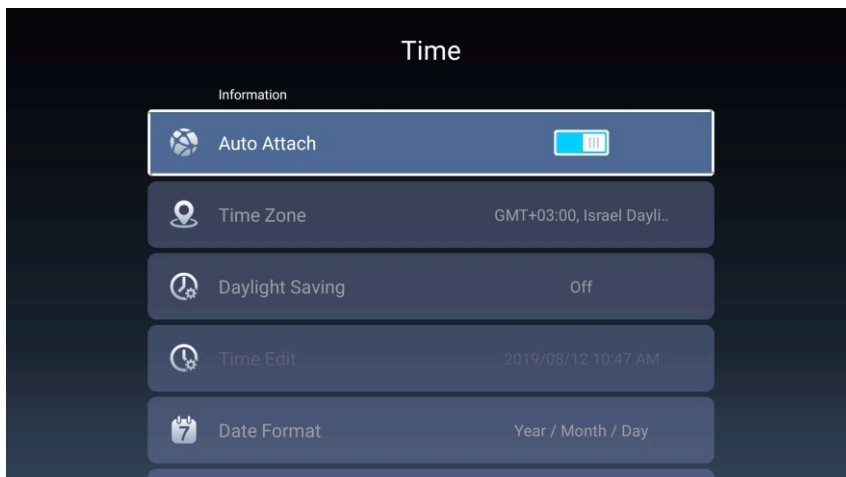 Time
Information
Auto Attach
Time Zone GMT+03:00, Israel Dayli..
Daylight Saving Off
Time Edit 2019/08/12 10:47 AM
7 Date Format Year / Month / Day